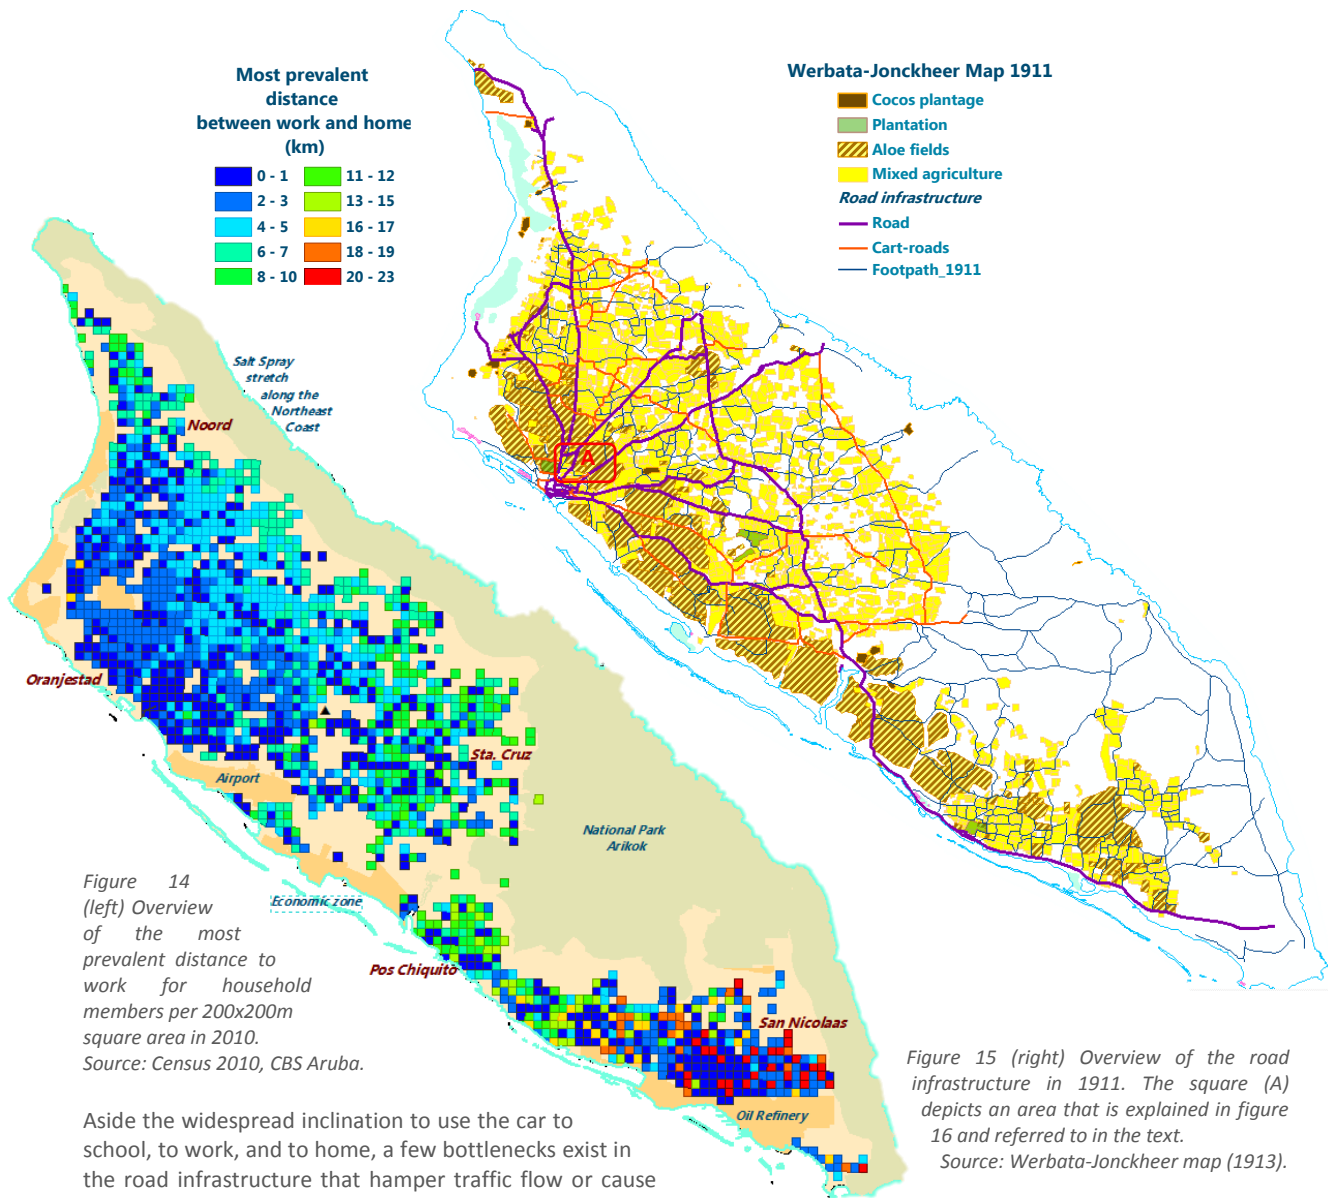 Most prevalent
distance
between work and home
(km)
0 - 1
2 - 3
4 - 5
6 - 7
8 - 10
11 - 12
13 - 15
16 - 17
18 - 19
20 - 23
Werbata-Jonckheer Map 1911
Cocos plantage
Plantation
Aloe fields
Mixed agriculture
Road infrastructure
Road
Cart-roads
Footpath_1911
A
Salt Spray
stretch
along the
Northeast
Coast
Noord
Oranjestad
Sta. Cruz
Airport
National Park
Arikok
Economic zone
Pos Chiquito
San Nicolaas
Oil Refinery
Figure 14
(left) Overview
of the most
prevalent distance to
work for household
members per 200x200m
square area in 2010.
Source: Census 2010, CBS Aruba.
Figure 15 (right) Overview of the road
infrastructure in 1911. The square (A)
depicts an area that is explained in figure
16 and referred to in the text.
Source: Werbata-Jonckheer map (1913).
Aside the widespread inclination to use the car to
school, to work, and to home, a few bottlenecks exist in
the road infrastructure that hamper traffic flow or cause